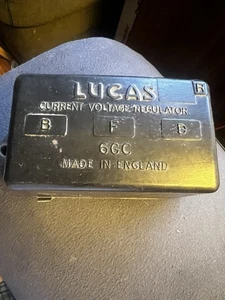 LUCAS
CURRENT VOLTAGE REGULATOR
B F D
6GC
MADE IN ENGLAND